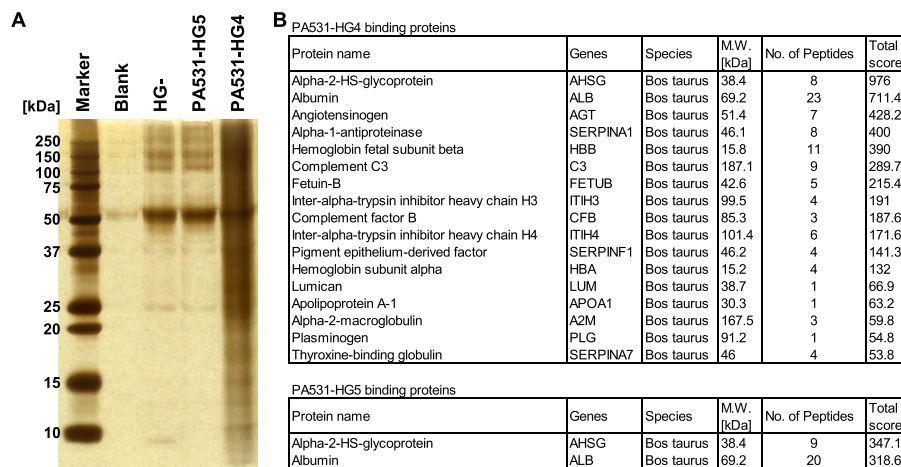 A
B
[kDa]
Marker
Blank
HG-
PA531-HG5
PA531-HG4
250
150
100
75
50
37
25
20
15
10
PA531-HG4 binding proteins
Protein name Genes Species M.W. [kDa] No. of Peptides Total score
Alpha-2-HS-glycoprotein AHSG Bos taurus 38.4 8 976
Albumin ALB Bos taurus 69.2 23 711.4
Angiotensinogen AGT Bos taurus 51.4 7 428.2
Alpha-1-antiproteinase SERPINA1 Bos taurus 46.1 8 400
Hemoglobin fetal subunit beta HBB Bos taurus 15.8 11 390
Complement C3 C3 Bos taurus 187.1 9 289.7
Fetuin-B FETUB Bos taurus 42.6 5 215.4
Inter-alpha-trypsin inhibitor heavy chain H3 ITIH3 Bos taurus 99.5 4 191
Complement factor B CFB Bos taurus 85.3 3 187.6
Inter-alpha-trypsin inhibitor heavy chain H4 ITIH4 Bos taurus 101.4 6 171.6
Pigment epithelium-derived factor SERPINF1 Bos taurus 46.2 4 141.3
Hemoglobin subunit alpha HBA Bos taurus 15.2 4 132
Lumican LUM Bos taurus 38.7 1 66.9
Apolipoprotein A-1 APOA1 Bos taurus 30.3 1 63.2
Alpha-2-macroglobulin A2M Bos taurus 167.5 3 59.8
Plasminogen PLG Bos taurus 91.2 1 54.8
Thyroxine-binding globulin SERPINA7 Bos taurus 46 4 53.8
PA531-HG5 binding proteins
Protein name Genes Species M.W. [kDa] No. of Peptides Total score
Alpha-2-HS-glycoprotein AHSG Bos taurus 38.4 9 347.1
Albumin ALB Bos taurus 69.2 20 318.6